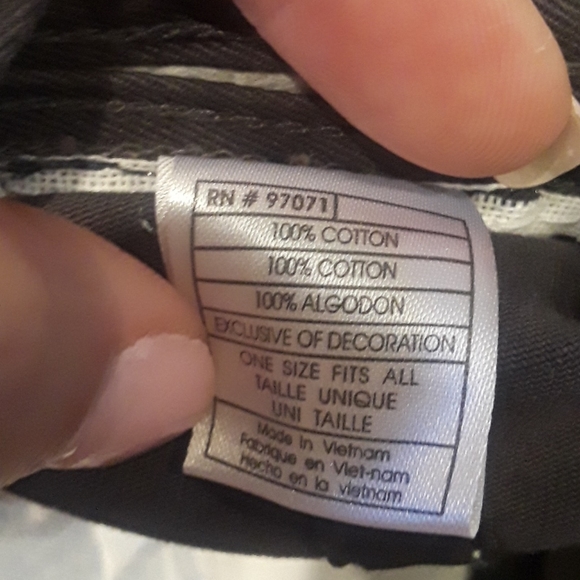 RN # 97071
100% COTTON
100% COTTON
100% ALGODON
EXCLUSIVE OF DECORATION
ONE SIZE FITS ALL
TAILLE UNIQUE
UNI TAILLE
Made In Vietnam
Fabrique en Viet-nam
Hecho en la vietnam